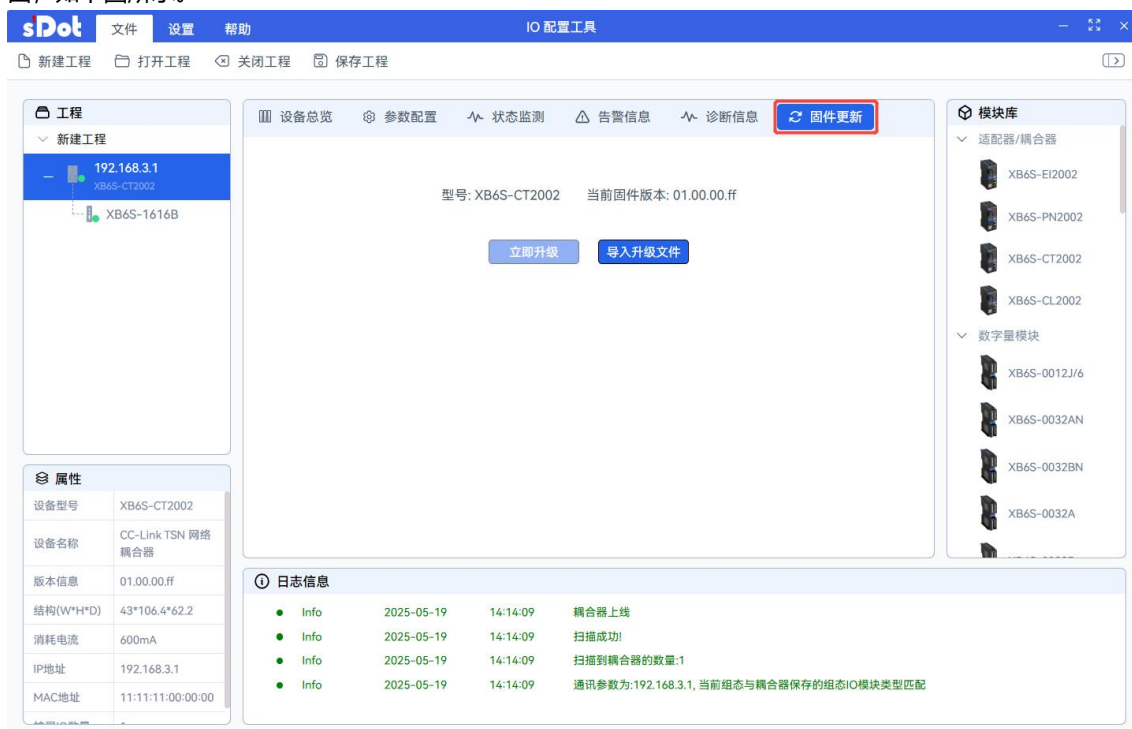 sDot 文件 设置 帮助 IO 配置工具
新建工程 打开工程 关闭工程 保存工程
工程
新建工程
192.168.3.1
XB6S-CT2002
XB6S-1616B
设备总览 参数配置 状态监测 告警信息 诊断信息 固件更新
型号: XB6S-CT2002 当前固件版本: 01.00.00.ff
立即升级 导入升级文件
模块库
适配器/耦合器
XB6S-EI2002
XB6S-PN2002
XB6S-CT2002
XB6S-CL2002
数字量模块
XB6S-0012J/6
XB6S-0032AN
XB6S-0032BN
XB6S-0032A
属性
设备型号 XB6S-CT2002
设备名称 CC-Link TSN 网络
耦合器
版本信息 01.00.00.ff
结构(W*H*D) 43*106.4*62.2
消耗电流 600mA
IP地址 192.168.3.1
MAC地址 11:11:11:00:00:00
日志信息
Info 2025-05-19 14:14:09 耦合器上线
Info 2025-05-19 14:14:09 扫描成功!
Info 2025-05-19 14:14:09 扫描到耦合器的数量:1
Info 2025-05-19 14:14:09 通讯参数为:192.168.3.1, 当前组态与耦合器保存的组态IO模块类型匹配